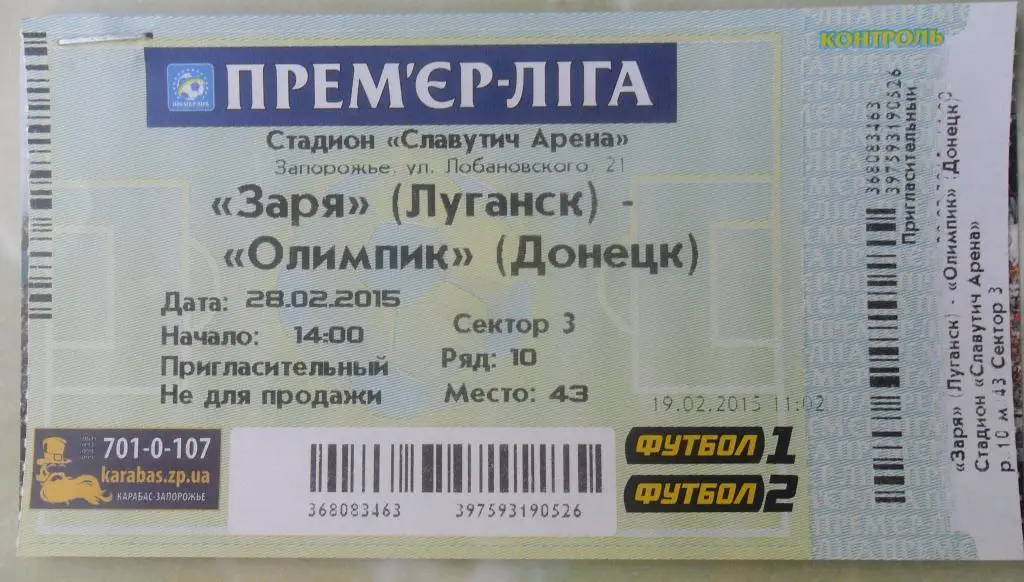 ПРЕМ'ЄР-ЛІГА
Стадион «Славутич Арена»
Запорожье, ул. Лобановского, 21
«Заря» (Луганск) -
«Олимпик» (Донецк)
Дата: 28.02.2015
Начало: 14:00
Пригласительный
Не для продажи
Сектор 3
Ряд: 10
Место: 43
19.02.2015 11:02
701-0-107
karabas.zp.ua
КАРАБАС-ЗАПОРОЖЬЕ
368083463 397593190526
ФУТБОЛ 1
ФУТБОЛ 2
КОНТРОЛЬ
368083463
397593190526
Пригласительный
«Заря» (Луганск) - «Олимпик» (Донецк)
Стадион «Славутич Арена»
р. 10 м 43 Сектор 3